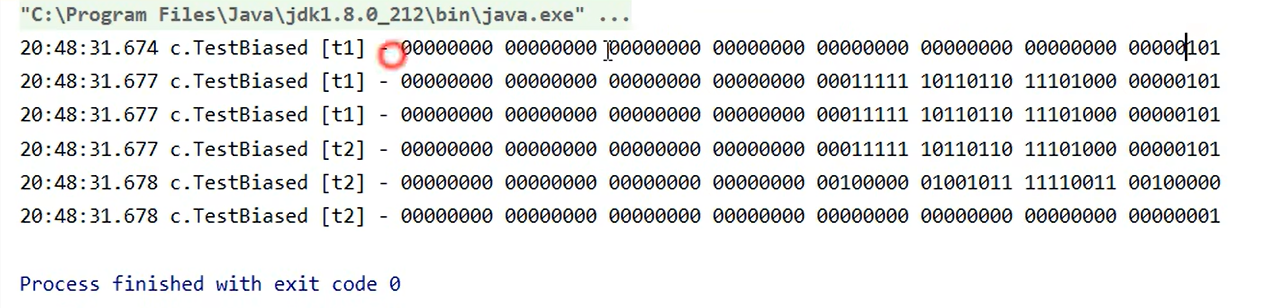 "C:\Program Files\Java\jdk1.8.0_212\bin\java.exe" ...
20:48:31.674 c.TestBiased [t1] - 00000000 00000000 00000000 00000000 00000000 00000000 00000000 00000101
20:48:31.677 c.TestBiased [t1] - 00000000 00000000 00000000 00000000 00011111 10110110 11101000 00000101
20:48:31.677 c.TestBiased [t1] - 00000000 00000000 00000000 00000000 00011111 10110110 11101000 00000101
20:48:31.677 c.TestBiased [t2] - 00000000 00000000 00000000 00000000 00011111 10110110 11101000 00000101
20:48:31.678 c.TestBiased [t2] - 00000000 00000000 00000000 00000000 00100000 01001011 11110011 00100000
20:48:31.678 c.TestBiased [t2] - 00000000 00000000 00000000 00000000 00000000 00000000 00000000 00000001
Process finished with exit code 0